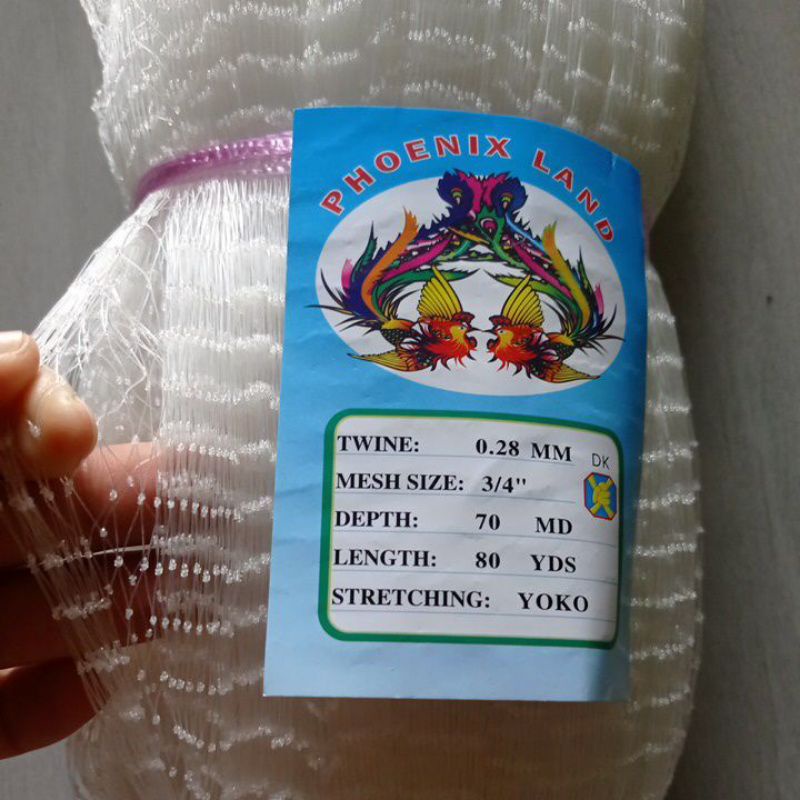 PHOENIX LAND
TWINE: 0.28 MM
DK
MESH SIZE: 3/4"
DEPTH: 70 MD
LENGTH: 80 YDS
STRETCHING: YOKO